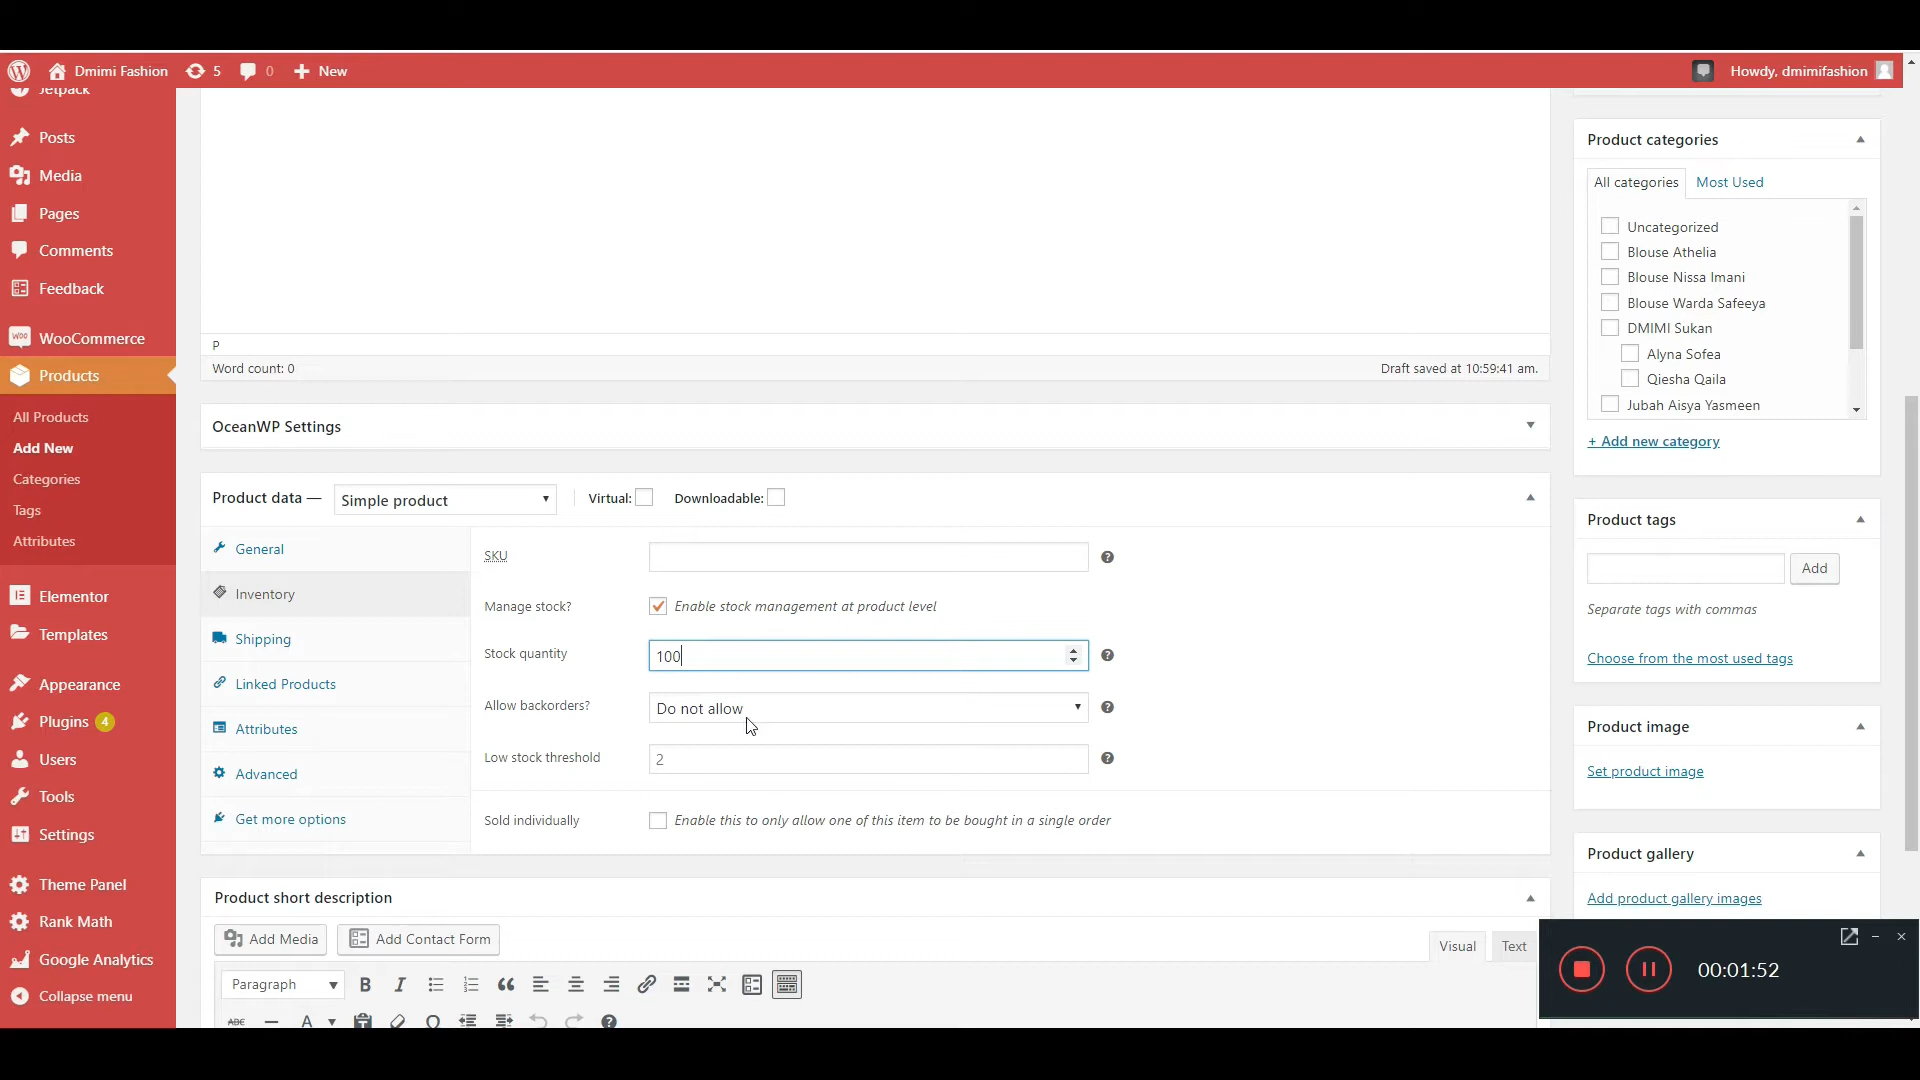 Dmimi Fashion 5 0 New Howdy, dmimifashion
Jetpack
Posts
Media
Pages
Comments
Feedback
WooCommerce
Products
All Products
Add New
Categories
Tags
Attributes
Elementor
Templates
Appearance
Plugins 4
Users
Tools
Settings
Theme Panel
Rank Math
Google Analytics
Collapse menu
P
Word count: 0 Draft saved at 10:59:41 am.
OceanWP Settings
Product data — Simple product Virtual: Downloadable:
General
Inventory
Shipping
Linked Products
Attributes
Advanced
Get more options
SKU
Manage stock? Enable stock management at product level
Stock quantity 100
Allow backorders? Do not allow
Low stock threshold 2
Sold individually Enable this to only allow one of this item to be bought in a single order
Product short description
Add Media Add Contact Form Visual Text
Paragraph B I
ABC A
Product categories
All categories Most Used
Uncategorized
Blouse Athelia
Blouse Nissa Imani
Blouse Warda Safeeya
DMIMI Sukan
Alyna Sofea
Qiesha Qaila
Jubah Aisya Yasmeen
+ Add new category
Product tags
Add
Separate tags with commas
Choose from the most used tags
Product image
Set product image
Product gallery
Add product gallery images
00:01:52